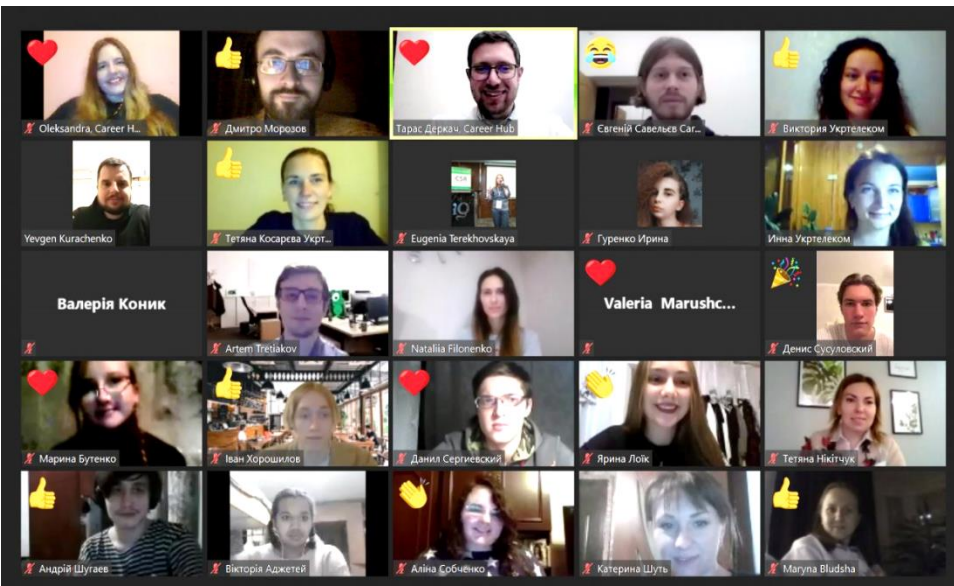 Oleksandra, Career H...
Дмитро Морозов
Тарас Деркач, Career Hub
Євгеній Савельєв Car...
Виктория Укртелеком
Yevgen Kurachenko
Тетяна Косарєва Укрт...
Eugenia Terekhovskaya
Гуренко Ирина
Инна Укртелеком
Валерія Коник
Artem Tretiakov
Nataliia Filonenko
Valeria Marushc...
Денис Сусуловский
Марина Бутенко
Іван Хорошилов
Данил Сергиевский
Ярина Лоїк
Тетяна Нікітчук
Андрій Шугаев
Вікторія Аджетей
Аліна Собченко
Катерина Шуть
Maryna Bludsha